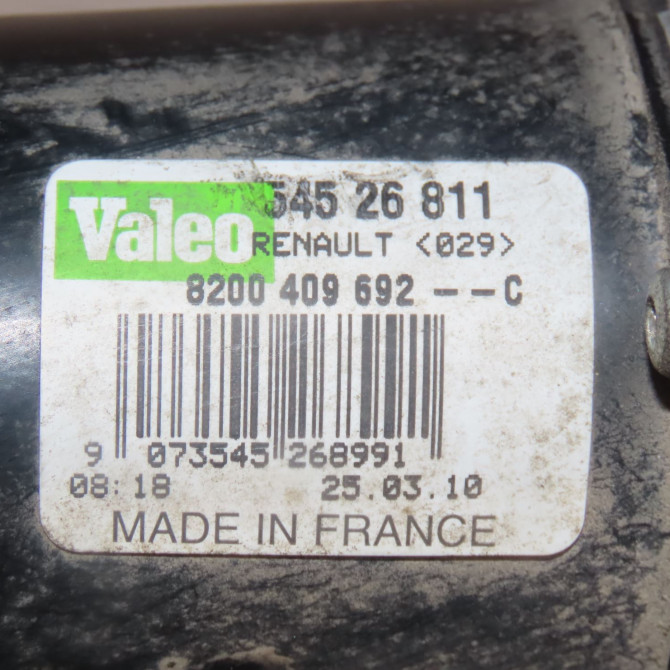 Valeo 545 26 811
RENAULT <029>
8200 409 692 --C
9 073545 268991
08:18 25.03.10
MADE IN FRANCE